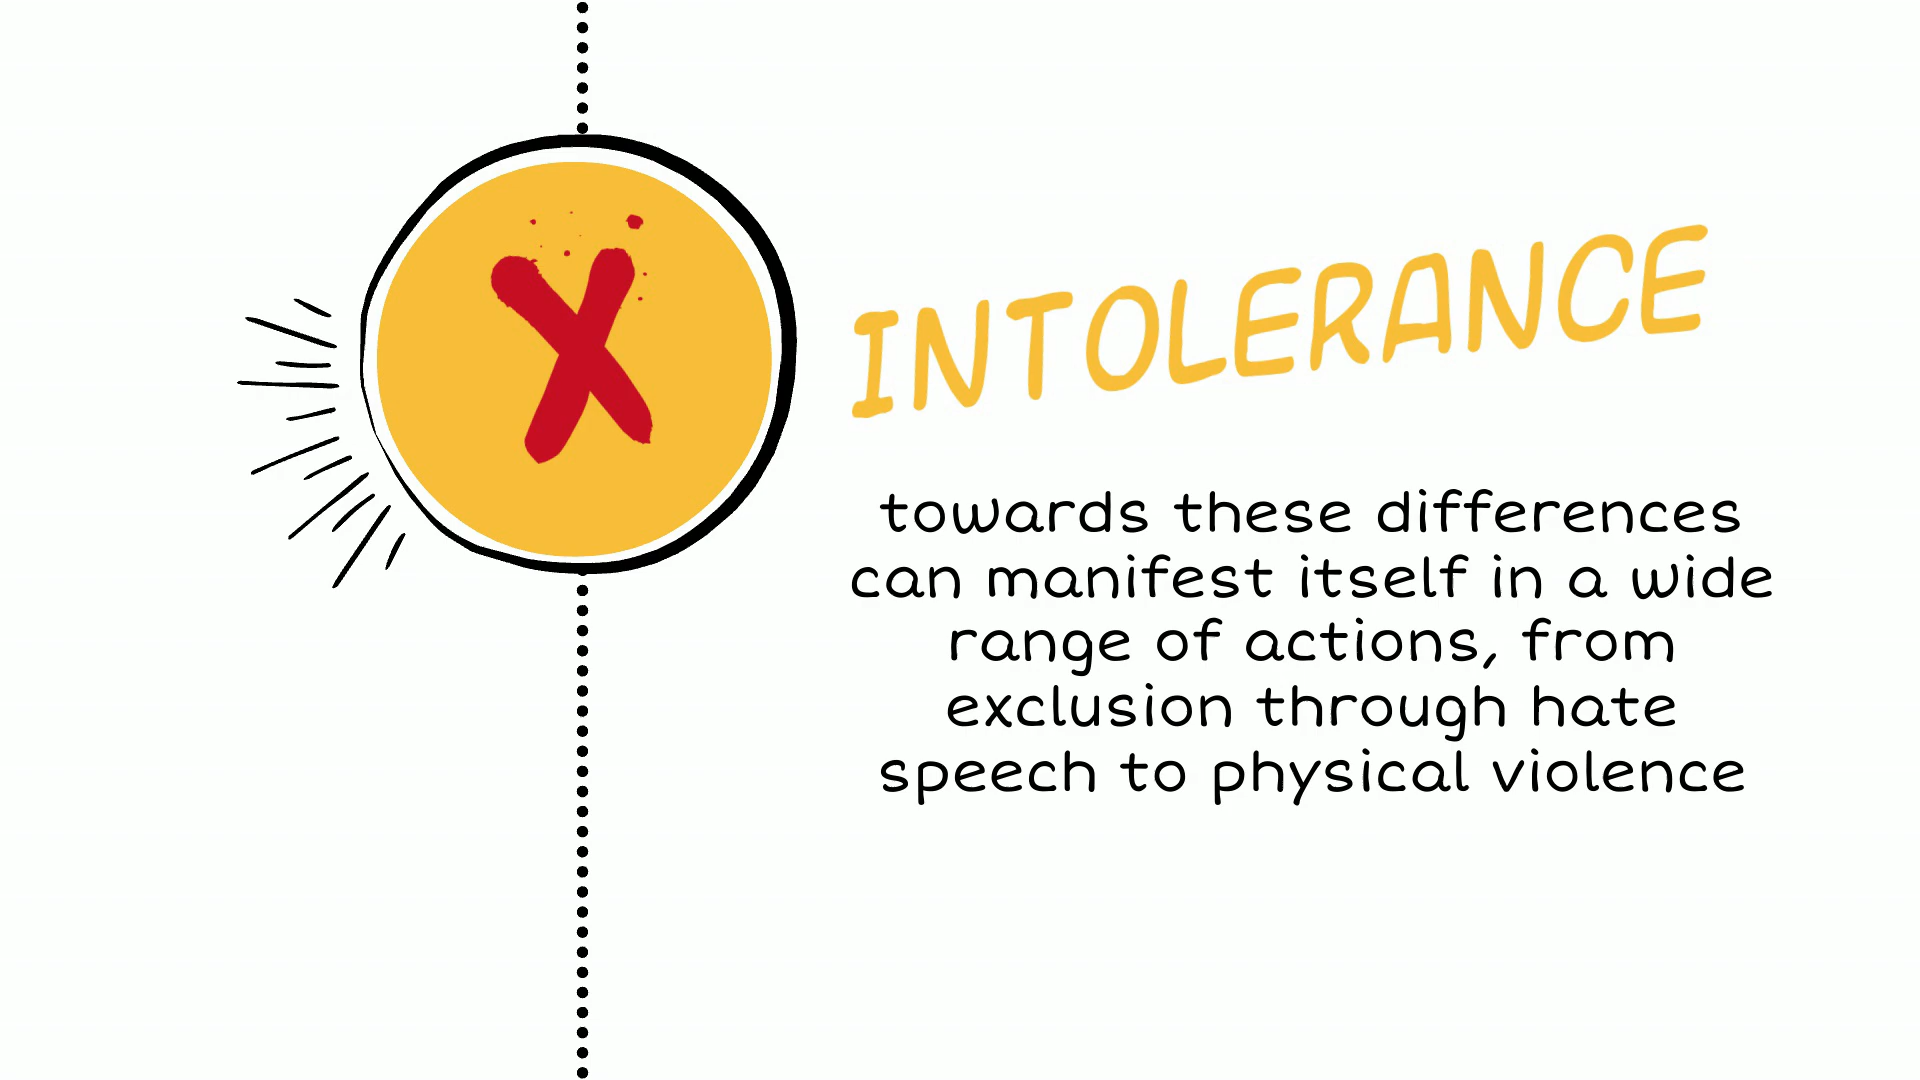 INTOLERANCE
towards these differences
can manifest itself in a wide
range of actions, from
exclusion through hate
speech to physical violence